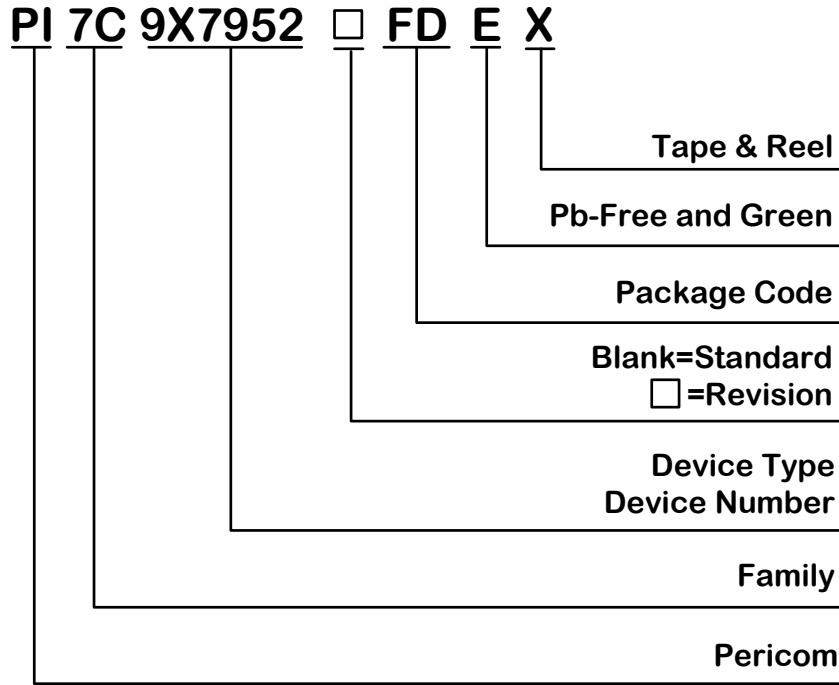 PI 7C 9X7952 □ FD E X
Tape & Reel
Pb-Free and Green
Package Code
Blank=Standard
□=Revision
Device Type
Device Number
Family
Pericom